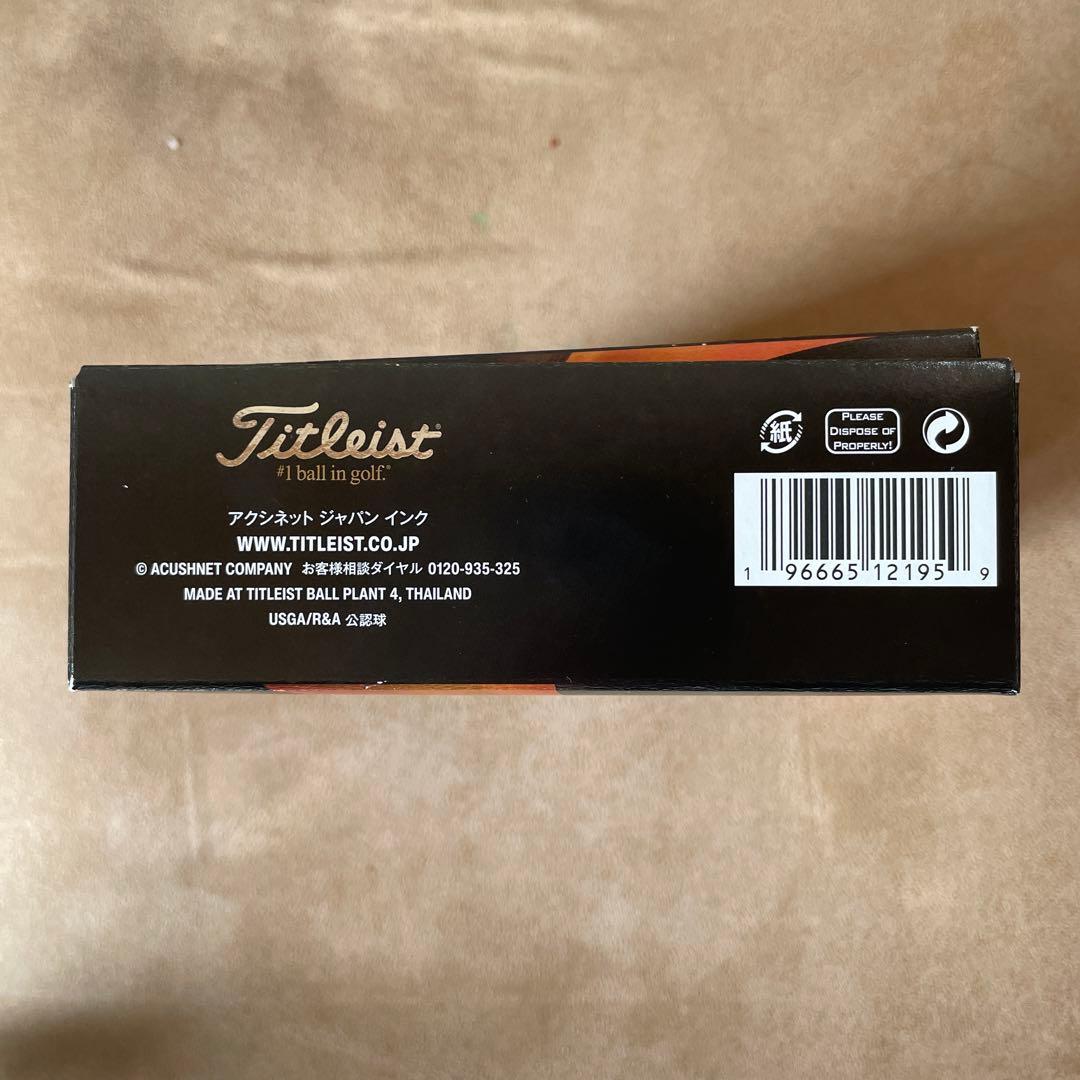 Titleist®
#1 ball in golf.®
アクシネット ジャパン インク
WWW.TITLEIST.CO.JP
© ACUSHNET COMPANY お客様相談ダイヤル 0120-935-325
MADE AT TITLEIST BALL PLANT 4, THAILAND
USGA/R&A 公認球
紙
PLEASE
DISPOSE OF
PROPERLY!
1 96665 12195 9